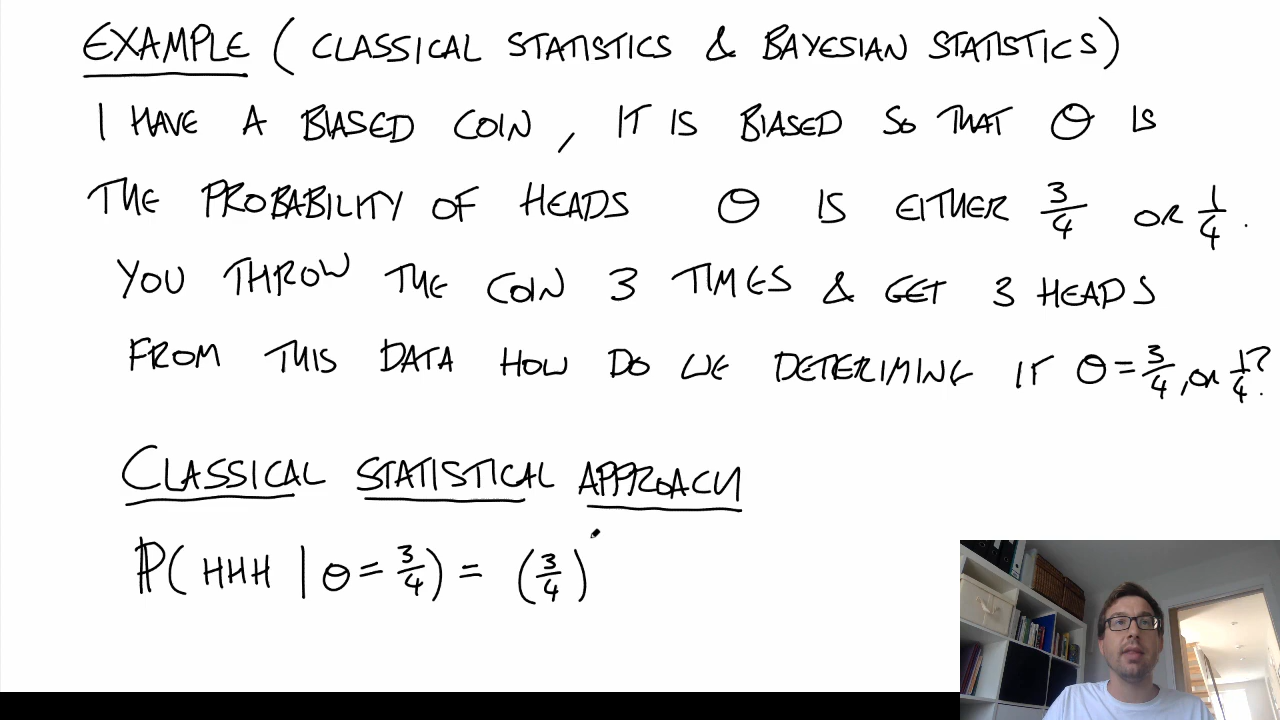 EXAMPLE (CLASSICAL STATISTICS & BAYESIAN STATISTICS)
I HAVE A BIASED COIN, IT IS BIASED SO THAT θ IS
THE PROBABILITY OF HEADS θ IS EITHER 3/4 OR 1/4.
YOU THROW THE COIN 3 TIMES & GET 3 HEADS
FROM THIS DATA HOW DO WE DETERIMING IF θ = 3/4, OR 1/4?
CLASSICAL STATISTICAL APPROACH
ℙ(HHH | θ = 3/4) = (3/4)